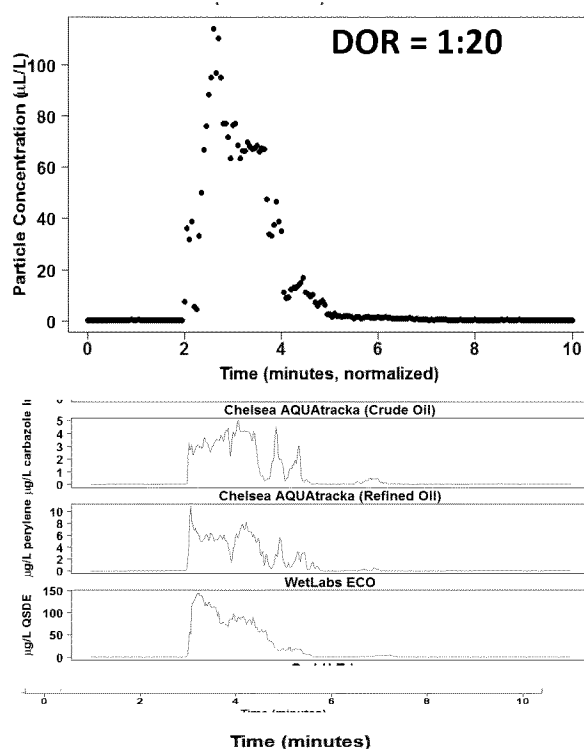 DOR = 1:20
Particle Concentration (µL/L)
100
80
60
40
20
0
0 2 4 6 8 10
Time (minutes, normalized)
0
Chelsea AQUAtracka (Crude Oil)
µg/L carbazole
5
4
3
2
1
0
Chelsea AQUAtracka (Refined Oil)
µg/L perylene
10
8
6
4
2
0
WetLabs ECO
µg/L QSDE
150
100
50
0
0 2 4 6 8 10
Time (minutes)
Time (minutes)